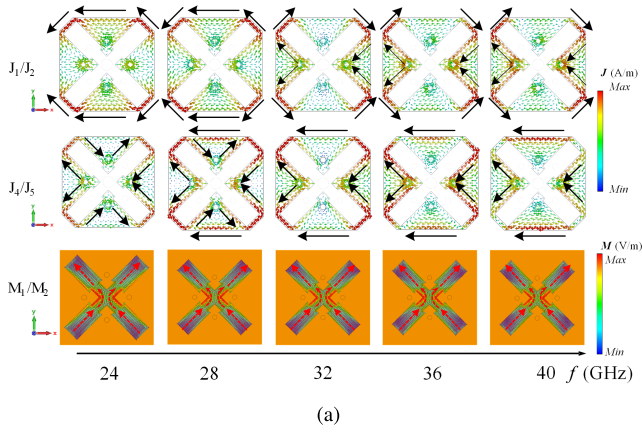 J1/J2
y
x
J (A/m)
Max
J4/J5
y
x
Min
M (V/m)
Max
M1/M2
y
x
Min
24 28 32 36 40 f (GHz)
(a)